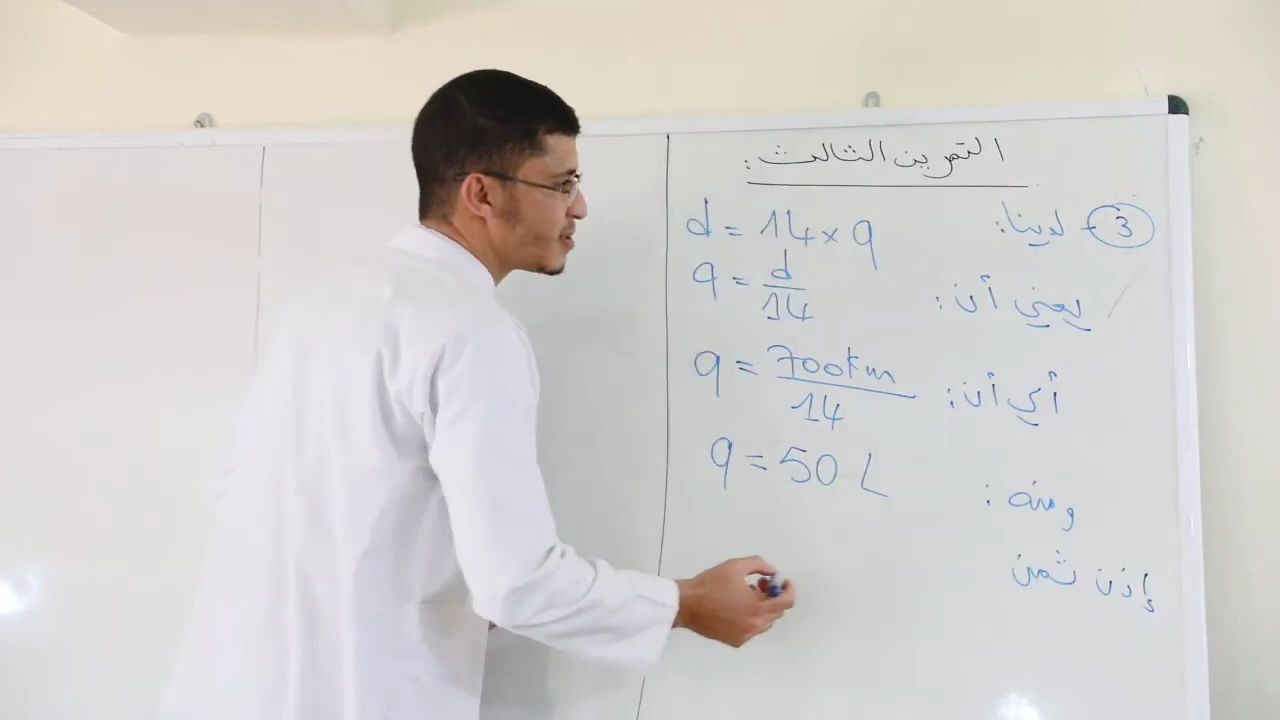 التمرين الثالث:
3- لدينا: d = 14 × q
يعني أن: q = d/14
أي أن: q = 700km/14
ومنه: q = 50 L
إذن ثمن